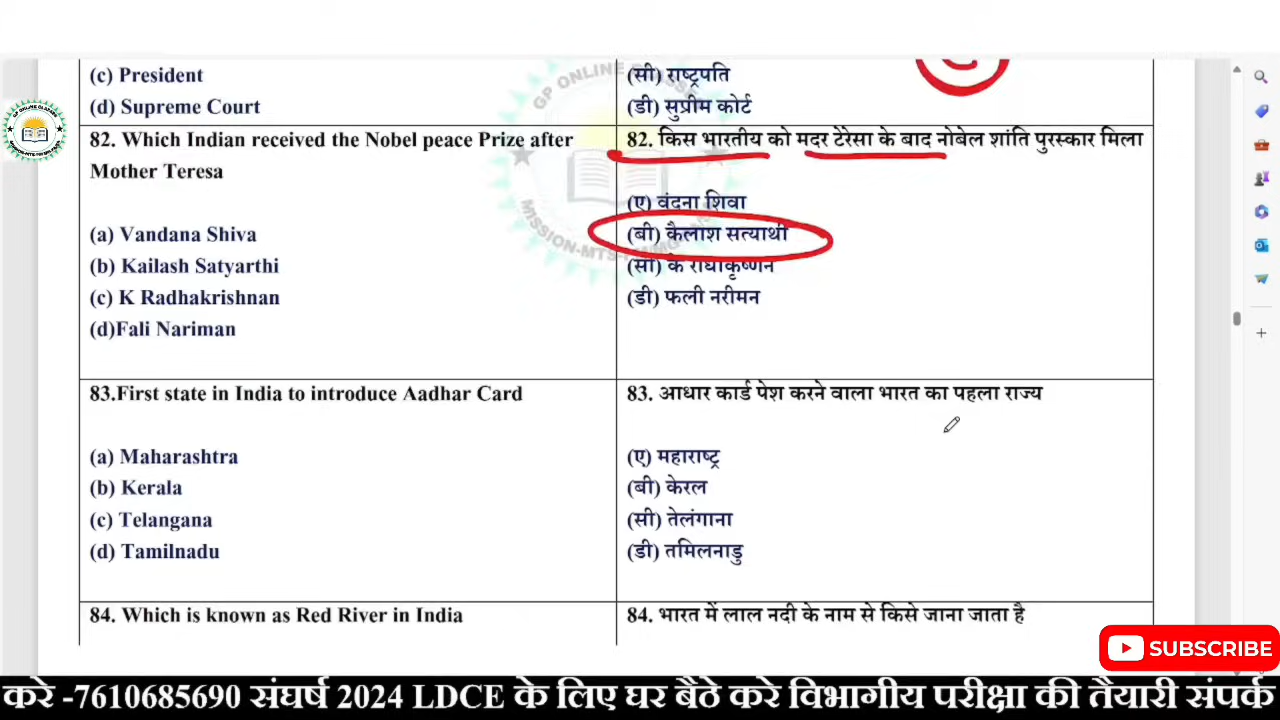 GP ONLINE CLASSES
(c) President
(d) Supreme Court
(सी) राष्ट्रपति
(डी) सुप्रीम कोर्ट
82. Which Indian received the Nobel peace Prize after
Mother Teresa
(a) Vandana Shiva
(b) Kailash Satyarthi
(c) K Radhakrishnan
(d)Fali Nariman
82. किस भारतीय को मदर टेरेसा के बाद नोबेल शांति पुरस्कार मिला
(ए) वंदना शिवा
(बी) कैलाश सत्यार्थी
(सी) के राधाकृष्णन
(डी) फली नरीमन
83.First state in India to introduce Aadhar Card
(a) Maharashtra
(b) Kerala
(c) Telangana
(d) Tamilnadu
83. आधार कार्ड पेश करने वाला भारत का पहला राज्य
(ए) महाराष्ट्र
(बी) केरल
(सी) तेलंगाना
(डी) तमिलनाडु
84. Which is known as Red River in India
84. भारत में लाल नदी के नाम से किसे जाना जाता है
SUBSCRIBE
करे -7610685690 संघर्ष 2024 LDCE के लिए घर बैठे करे विभागीय परीक्षा की तैयारी संपर्क